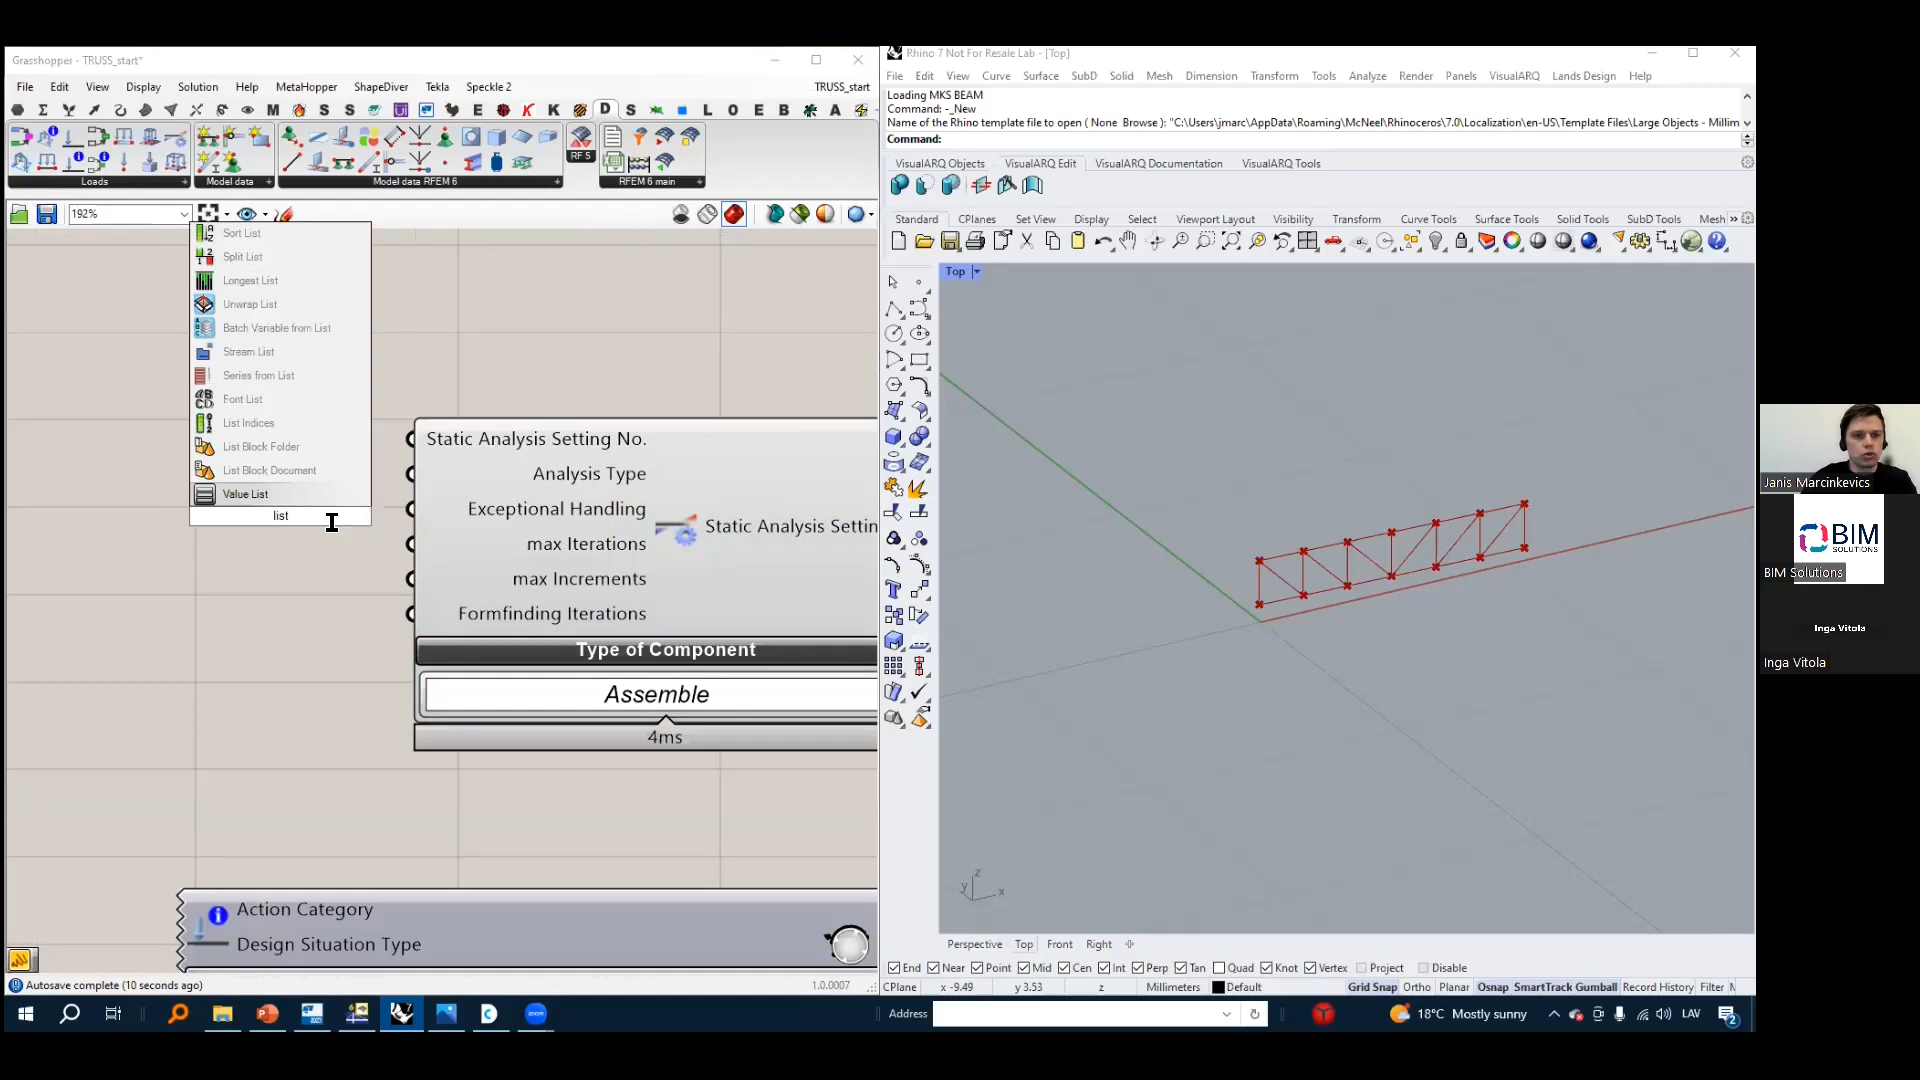 Grasshopper - TRUSS_start*
File Edit View Display Solution Help MetaHopper ShapeDiver Tekla Speckle 2 TRUSS_start
RF 5
Loads
Model data
Model data RFEM 6
RFEM 6 main
192%
Sort List
Split List
Longest List
Unwrap List
Batch Variable from List
Stream List
Series from List
Font List
List Indices
List Block Folder
List Block Document
Value List
list
Static Analysis Setting No.
Analysis Type
Exceptional Handling
max Iterations
max Increments
Formfinding Iterations
Static Analysis Settin
Type of Component
Assemble
4ms
Action Category
Design Situation Type
Autosave complete (10 seconds ago)
1.0.0007
Rhino 7 Not For Resale Lab - [Top]
File Edit View Curve Surface SubD Solid Mesh Dimension Transform Tools Analyze Render Panels VisualARQ Lands Design Help
Loading MKS BEAM
Command: -_New
Name of the Rhino template file to open ( None Browse ): "C:\Users\jmarc\AppData\Roaming\McNeel\Rhinoceros\7.0\Localization\en-US\Template Files\Large Objects - Millim
Command:
VisualARQ Objects VisualARQ Edit VisualARQ Documentation VisualARQ Tools
Standard CPlanes Set View Display Select Viewport Layout Visibility Transform Curve Tools Surface Tools Solid Tools SubD Tools Mesh »
Top
z
y
x
Perspective Top Front Right
End Near Point Mid Cen Int Perp Tan Quad Knot Vertex Project Disable
CPlane x -9.49 y 3.53 z Millimeters Default Grid Snap Ortho Planar Osnap SmartTrack Gumball Record History Filter
Address
18°C Mostly sunny
LAV
2
zoom
Janis Marcinkevics
BIM
SOLUTIONS
BIM Solutions
Inga Vitola
Inga Vitola